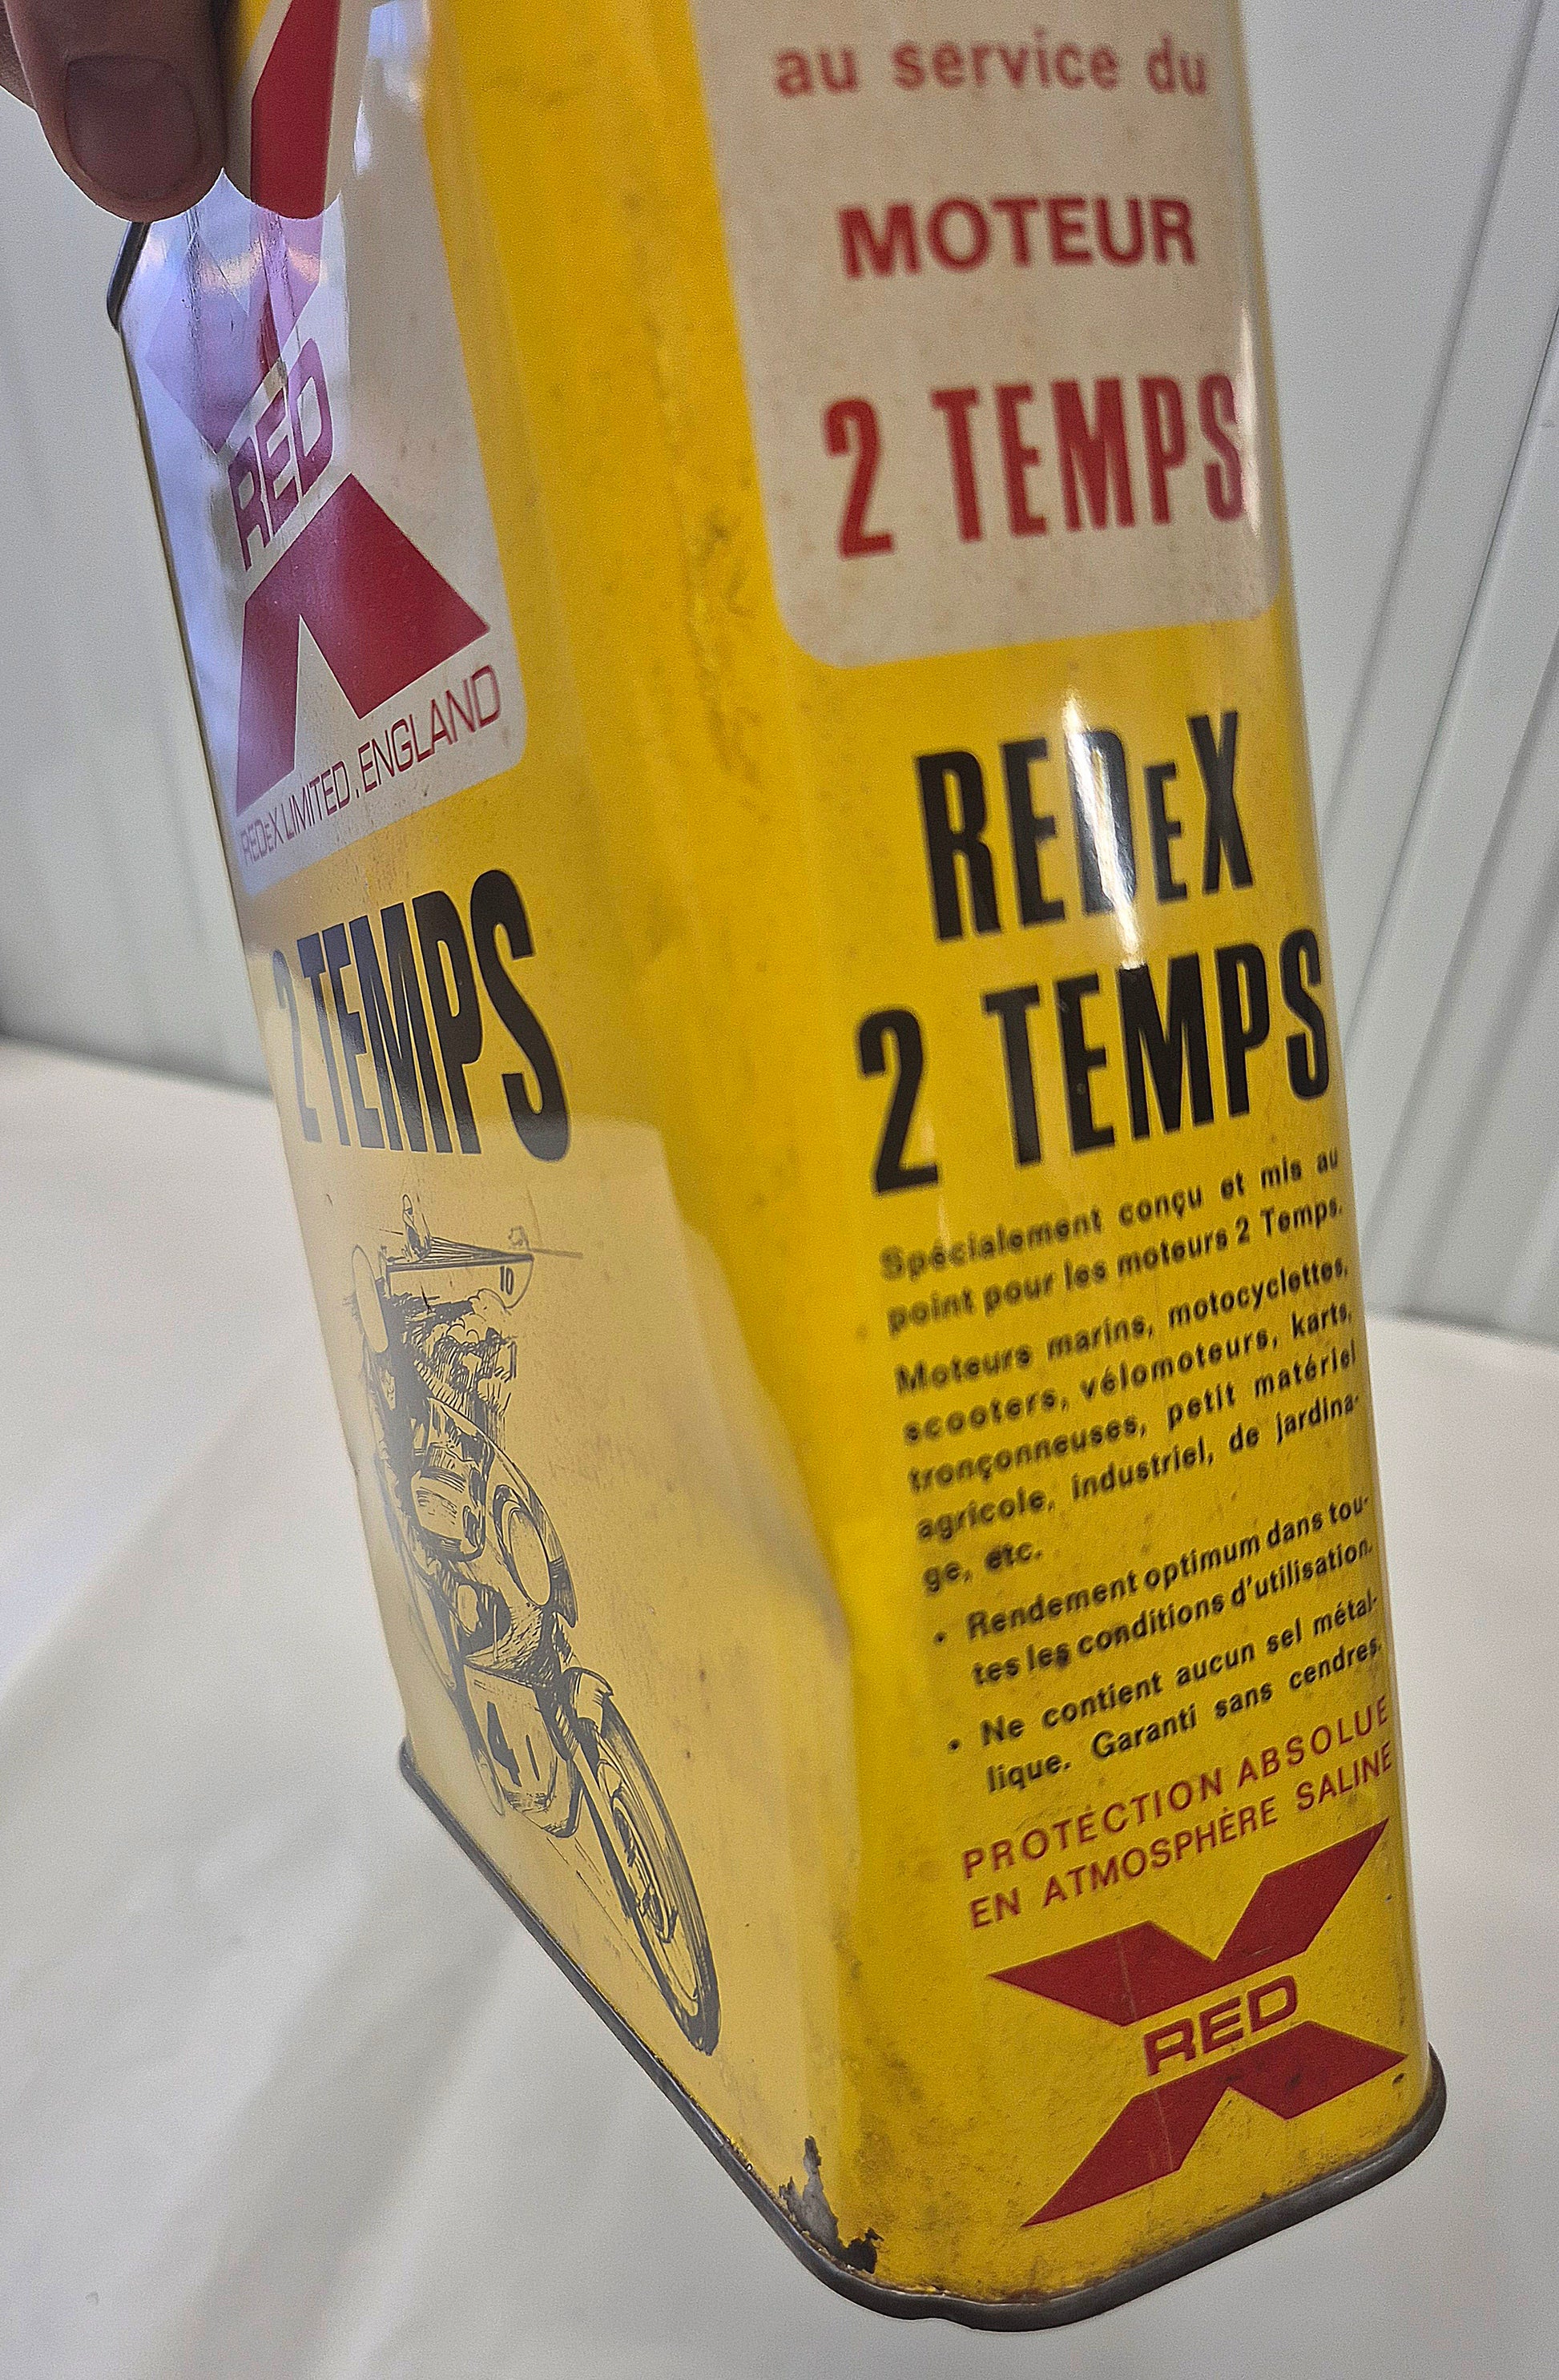 RED
REDEX LIMITED. ENGLAND
2 TEMPS
10
4
au service du
MOTEUR
2 TEMPS
REDEX
2 TEMPS
Spécialement conçu et mis au
point pour les moteurs 2 Temps.
Moteurs marins, motocyclettes,
scooters, vélomoteurs, karts,
tronçonneuses, petit matériel
agricole, industriel, de jardina-
ge, etc.
• Rendement optimum dans tou-
tes les conditions d'utilisation.
• Ne contient aucun sel métal-
lique. Garanti sans cendres.
PROTECTION ABSOLUE
EN ATMOSPHÈRE SALINE
RED